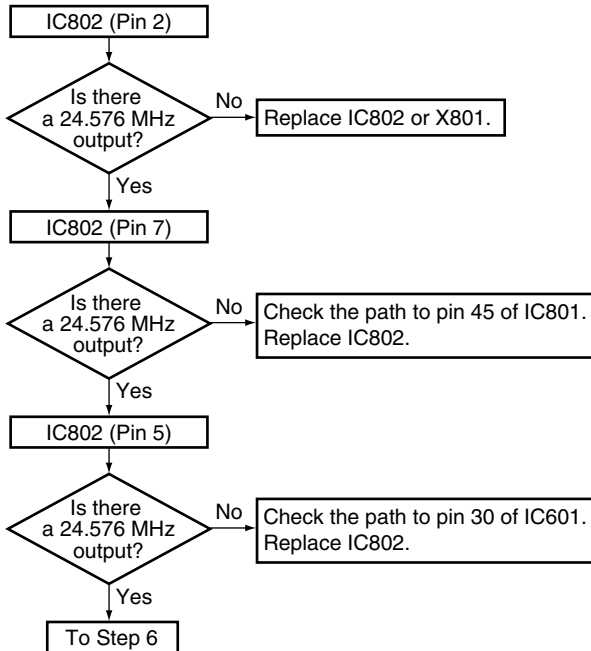 IC802 (Pin 2)
Is there
a 24.576 MHz
output?
No
Replace IC802 or X801.
Yes
IC802 (Pin 7)
Is there
a 24.576 MHz
output?
No
Check the path to pin 45 of IC801.
Replace IC802.
Yes
IC802 (Pin 5)
Is there
a 24.576 MHz
output?
No
Check the path to pin 30 of IC601.
Replace IC802.
Yes
To Step 6